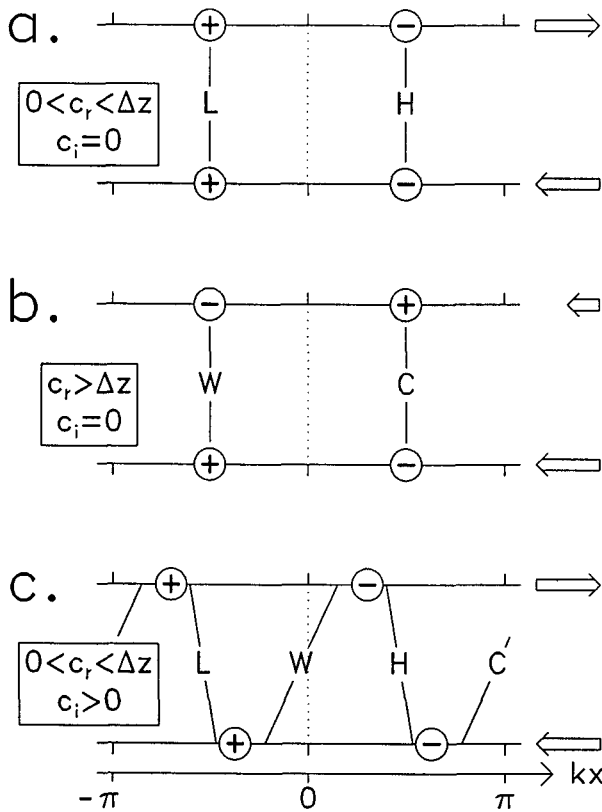 a.
+ −
0<c_r<Δz
c_i=0
L H
+ −
b.
− +
c_r>Δz
c_i=0
W C
+ −
c.
+ −
0<c_r<Δz
c_i>0
L W H C
+ −
-π 0 π kx